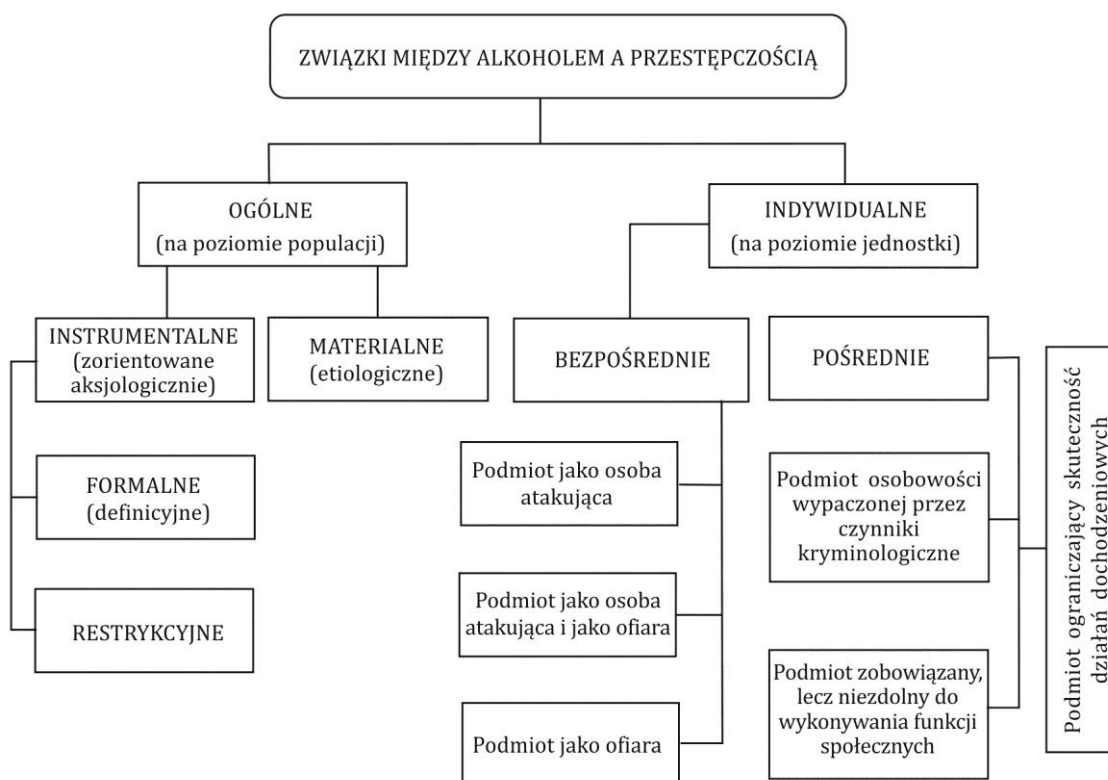 ZWIĄZKI MIĘDZY ALKOHOLEM A PRZESTĘPCZOŚCIĄ
OGÓLNE
(na poziomie populacji)
INDYWIDUALNE
(na poziomie jednostki)
INSTRUMENTALNE
(zorientowane
aksjologicznie)
MATERIALNE
(etiologiczne)
BEZPOŚREDNIE
POŚREDNIE
FORMALNE
(definicyjne)
RESTRYKCYJNE
Podmiot jako osoba
atakująca
Podmiot jako osoba
atakująca i jako ofiara
Podmiot jako ofiara
Podmiot osobowości
wypaczonej przez
czynniki
kryminologiczne
Podmiot zobowiązany,
lecz niezdolny do
wykonywania funkcji
społecznych
Podmiot ograniczający skuteczność
działań dochodzeniowych